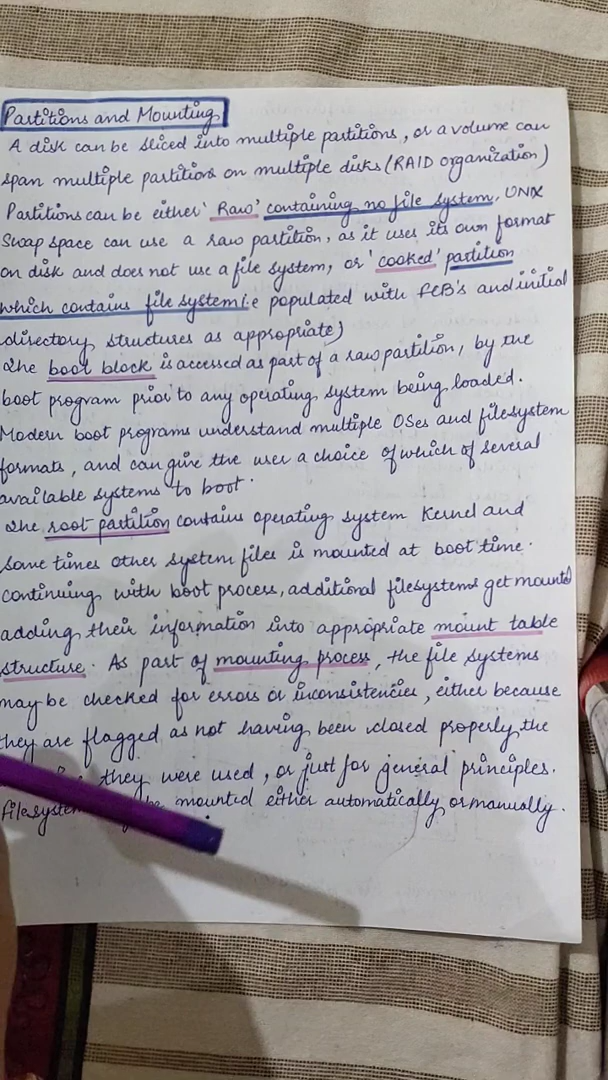 Partitions and Mounting
A disk can be sliced into multiple partitions, or a volume can
span multiple partitions on multiple disks (RAID organization)
Partitions can be either 'Raw' containing no file system, UNIX
Swap space can use a raw partition, as it uses its own format
on disk and does not use a file system, or 'cooked' partition
which contains file system (i.e populated with FCB's and initial
directory structures as appropriate)
The boot block is accessed as part of a raw partition, by the
boot program prior to any operating system being loaded.
Modern boot programs understand multiple OSes and filesystem
formats, and can give the user a choice of which of several
available systems to boot.
The root partition contains operating system Kernel and
some times other system files is mounted at boot time.
continuing with boot process, additional filesystems get mounted
adding their information into appropriate mount table
structure. As part of mounting process, the file systems
may be checked for errors or inconsistencies, either because
they are flagged as not having been closed properly the
they were used, or just for general principles.
mounted either automatically or manually.